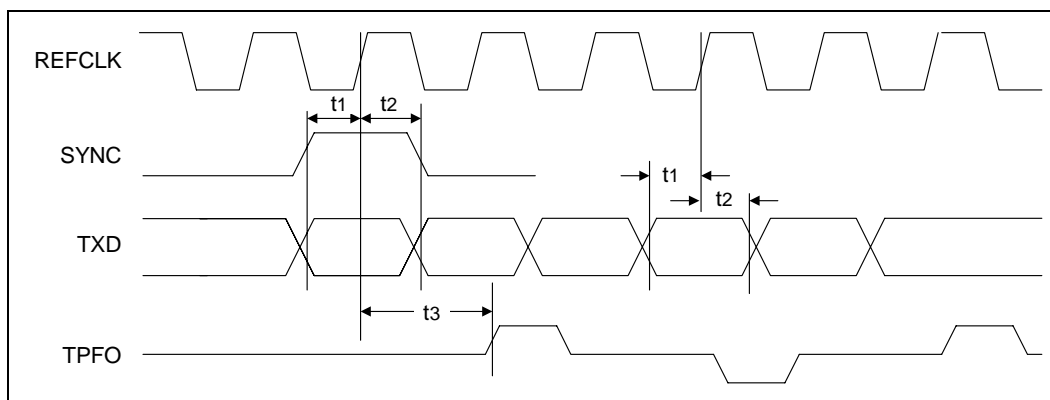 REFCLK
t1 t2
SYNC
t1
t2
TXD
t3
TPFO